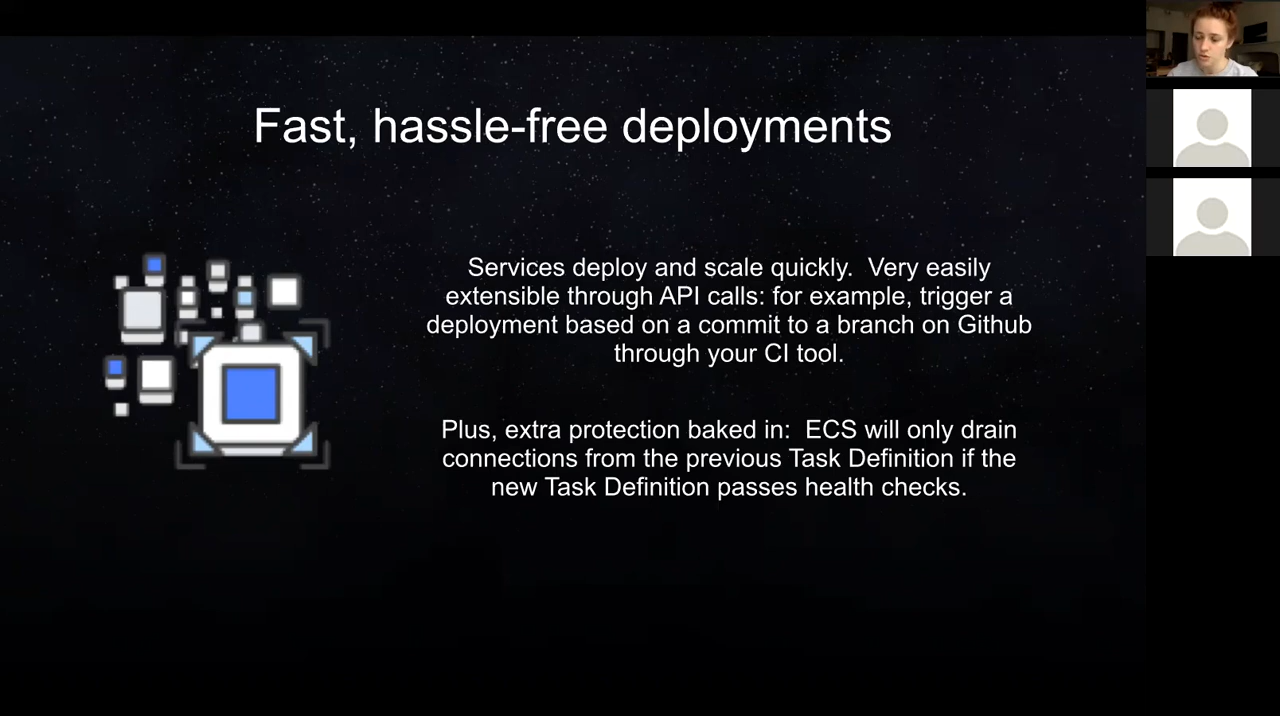 Fast, hassle-free deployments
Services deploy and scale quickly.  Very easily
extensible through API calls: for example, trigger a
deployment based on a commit to a branch on Github
through your CI tool.
Plus, extra protection baked in:  ECS will only drain
connections from the previous Task Definition if the
new Task Definition passes health checks.